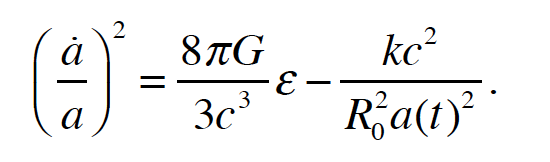 (ȧ/a)² = 8πG/3c³ ε − kc²/R₀²a(t)².